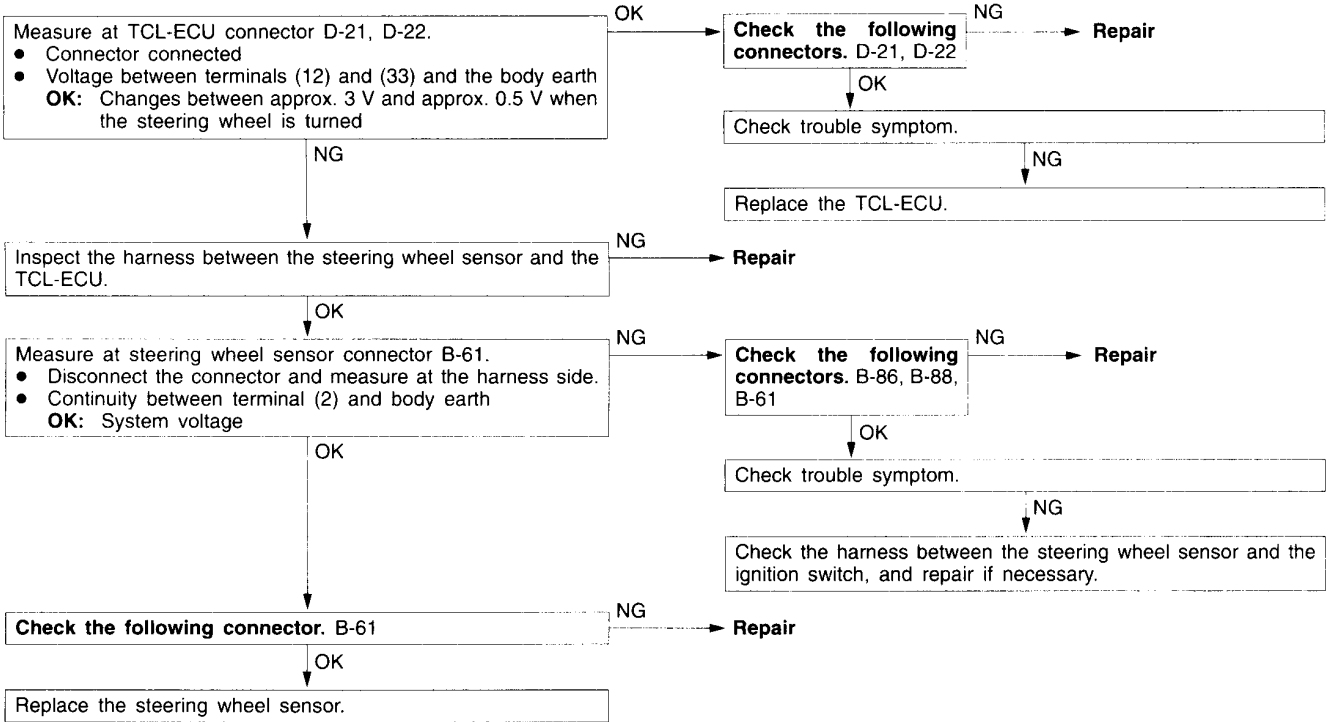 Measure at TCL-ECU connector D-21, D-22.
● Connector connected
● Voltage between terminals (12) and (33) and the body earth
OK: Changes between approx. 3 V and approx. 0.5 V when
the steering wheel is turned
OK
Check the following
connectors. D-21, D-22
NG
Repair
OK
Check trouble symptom.
NG
Replace the TCL-ECU.
NG
Inspect the harness between the steering wheel sensor and the
TCL-ECU.
NG
Repair
OK
Measure at steering wheel sensor connector B-61.
● Disconnect the connector and measure at the harness side.
● Continuity between terminal (2) and body earth
OK: System voltage
NG
Check the following
connectors. B-86, B-88,
B-61
NG
Repair
OK
Check trouble symptom.
NG
Check the harness between the steering wheel sensor and the
ignition switch, and repair if necessary.
OK
Check the following connector. B-61
NG
Repair
OK
Replace the steering wheel sensor.